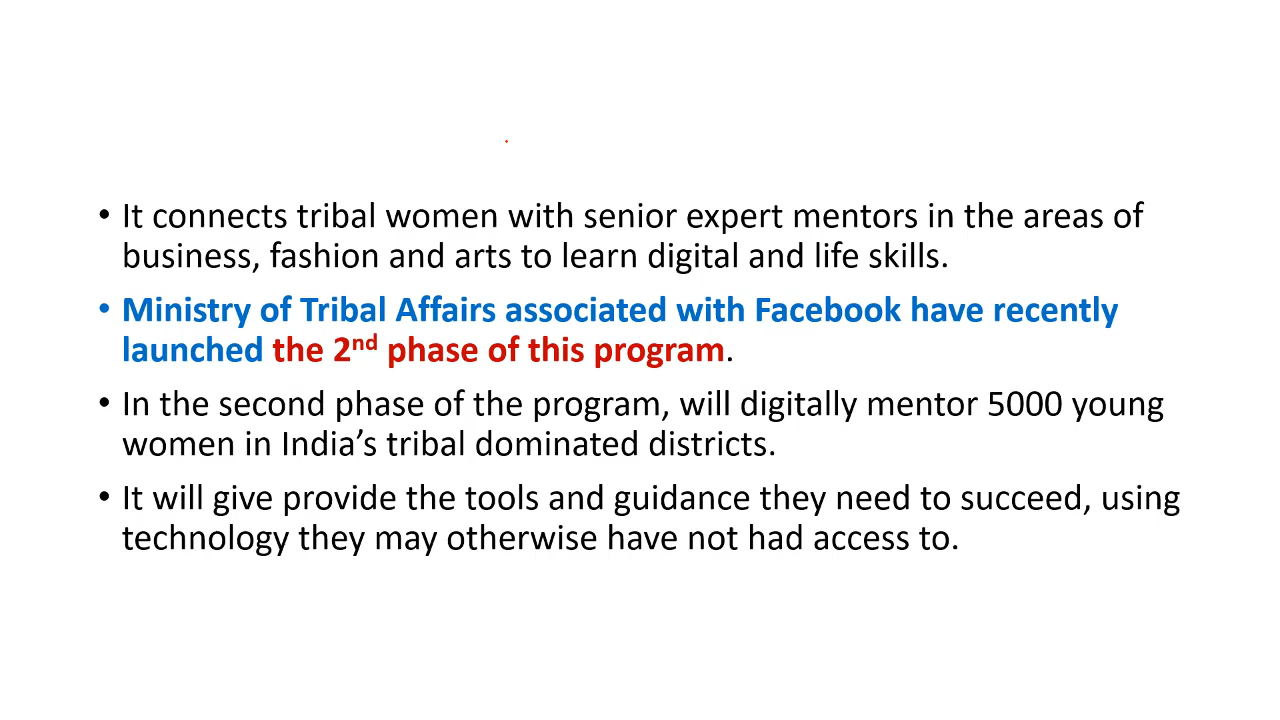 • It connects tribal women with senior expert mentors in the areas of
business, fashion and arts to learn digital and life skills.
• Ministry of Tribal Affairs associated with Facebook have recently
launched the 2nd phase of this program.
• In the second phase of the program, will digitally mentor 5000 young
women in India’s tribal dominated districts.
• It will give provide the tools and guidance they need to succeed, using
technology they may otherwise have not had access to.